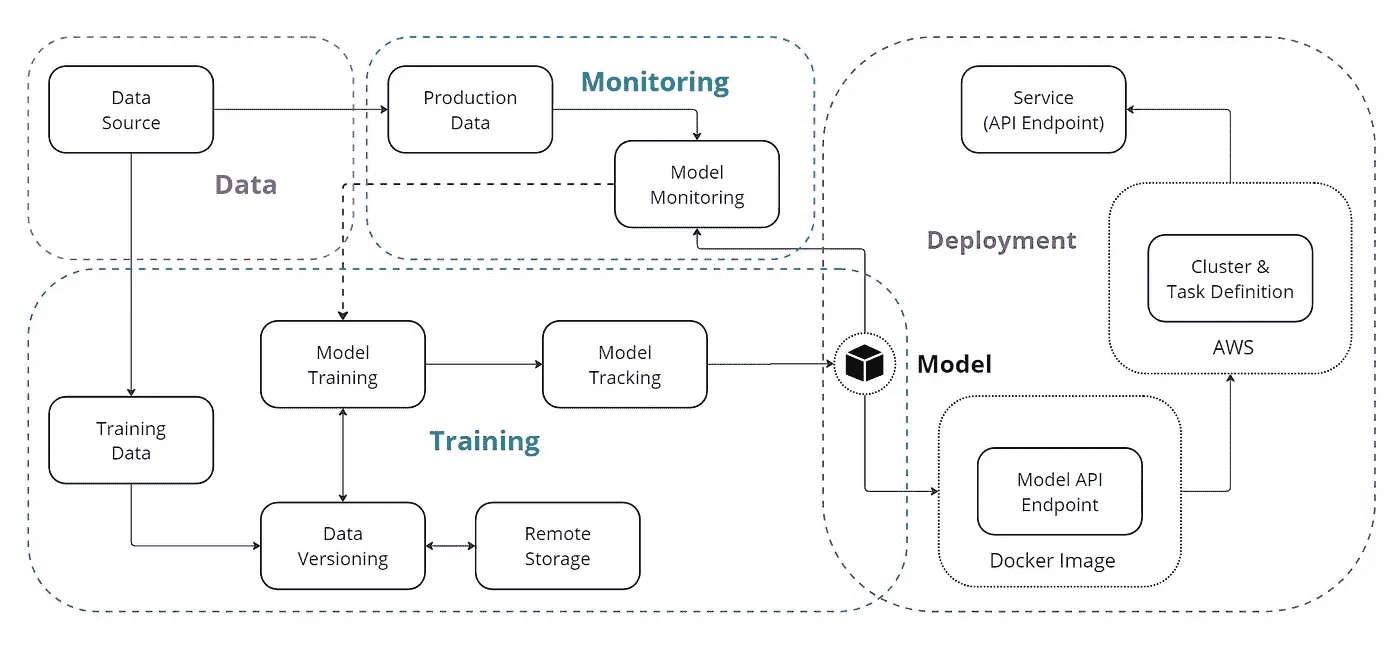 Data
Source
Data
Production
Data
Monitoring
Model
Monitoring
Service
(API Endpoint)
Deployment
Cluster &
Task Definition
AWS
Model
Training
Model
Tracking
Model
Training
Data
Training
Data
Versioning
Remote
Storage
Model API
Endpoint
Docker Image